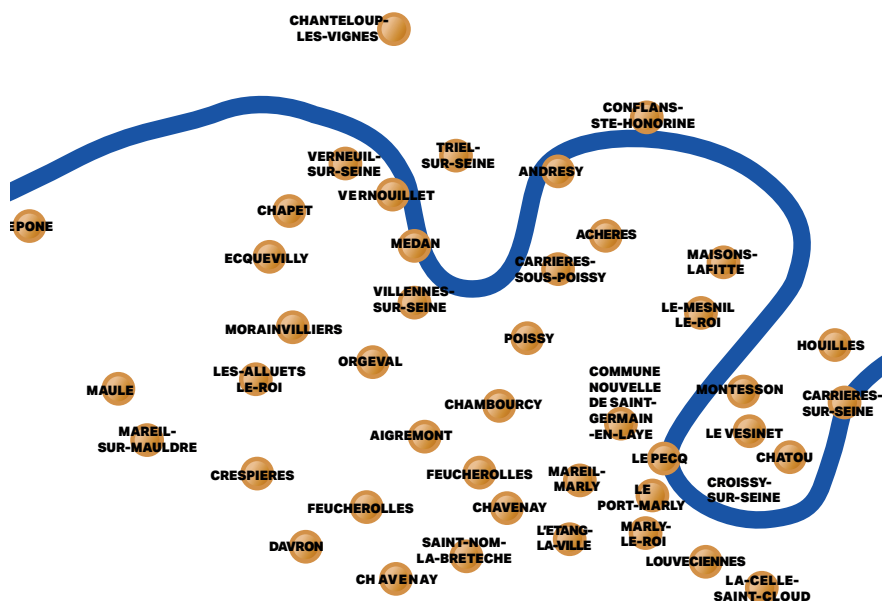 CHANTELOUP-
LES-VIGNES
CONFLANS-
STE-HONORINE
TRIEL-
SUR-SEINE
VERNEUIL-
SUR-SEINE
ANDRESY
VERNOUILLET
CHAPET
EPONE
ACHERES
MEDAN
ECQUEVILLY
MAISONS-
LAFITTE
CARRIERES-
SOUS-POISSY
VILLENNES-
SUR-SEINE
LE-MESNIL
LE-ROI
MORAINVILLIERS
POISSY
HOUILLES
ORGEVAL
LES-ALLUETS
LE-ROI
COMMUNE
NOUVELLE
DE SAINT-
GERMAIN
-EN-LAYE
MAULE
MONTESSON
CARRIERES-
SUR-SEINE
CHAMBOURCY
MAREIL-
SUR-MAULDRE
AIGREMONT
LE VESINET
LE PECQ
CHATOU
CRESPIERES
FEUCHEROLLES
MAREIL-
MARLY
CROISSY-
SUR-SEINE
LE
PORT-MARLY
FEUCHEROLLES
CHAVENAY
L'ETANG-
LA-VILLE
MARLY-
LE-ROI
DAVRON
SAINT-NOM-
LA-BRETECHE
LOUVECIENNES
CHAVENAY
LA-CELLE-
SAINT-CLOUD